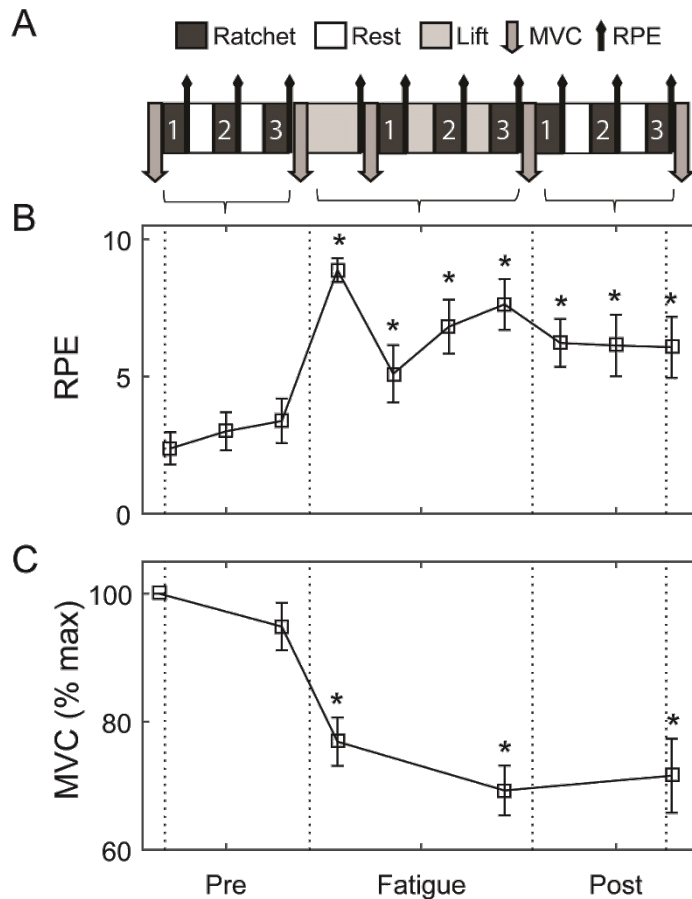 A
Ratchet Rest Lift MVC RPE
1 2 3 1 2 3 1 2 3
B
10
*
*
*
*
*
*
*
RPE
5
0
C
100
MVC (% max)
80
*
*
*
60
Pre Fatigue Post